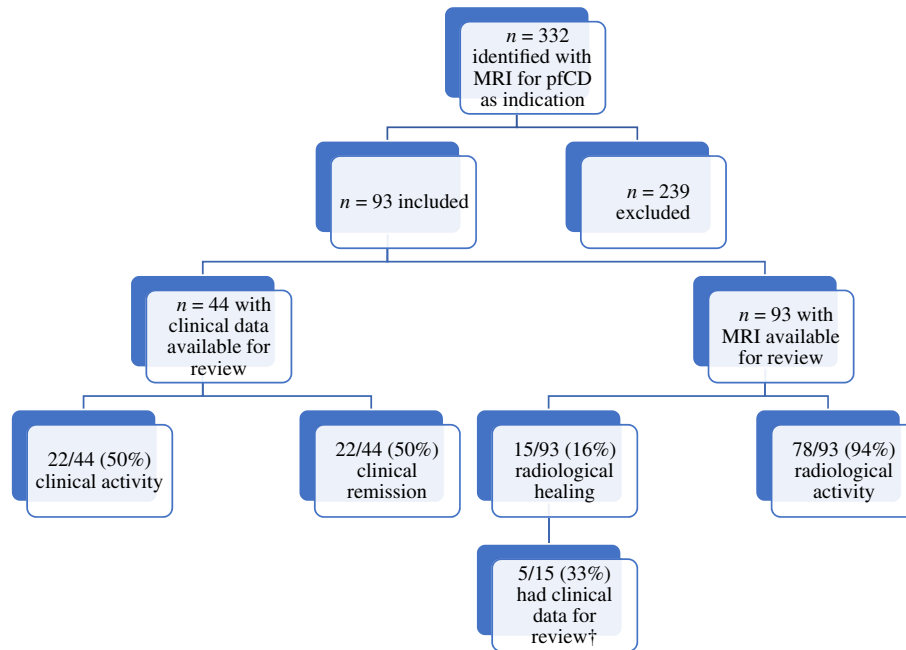 n = 332
identified with
MRI for pfCD
as indication
n = 93 included
n = 239
excluded
n = 44 with
clinical data
available for
review
n = 93 with
MRI available
for review
22/44 (50%)
clinical activity
22/44 (50%)
clinical
remission
15/93 (16%)
radiological
healing
78/93 (94%)
radiological
activity
5/15 (33%)
had clinical
data for
review†